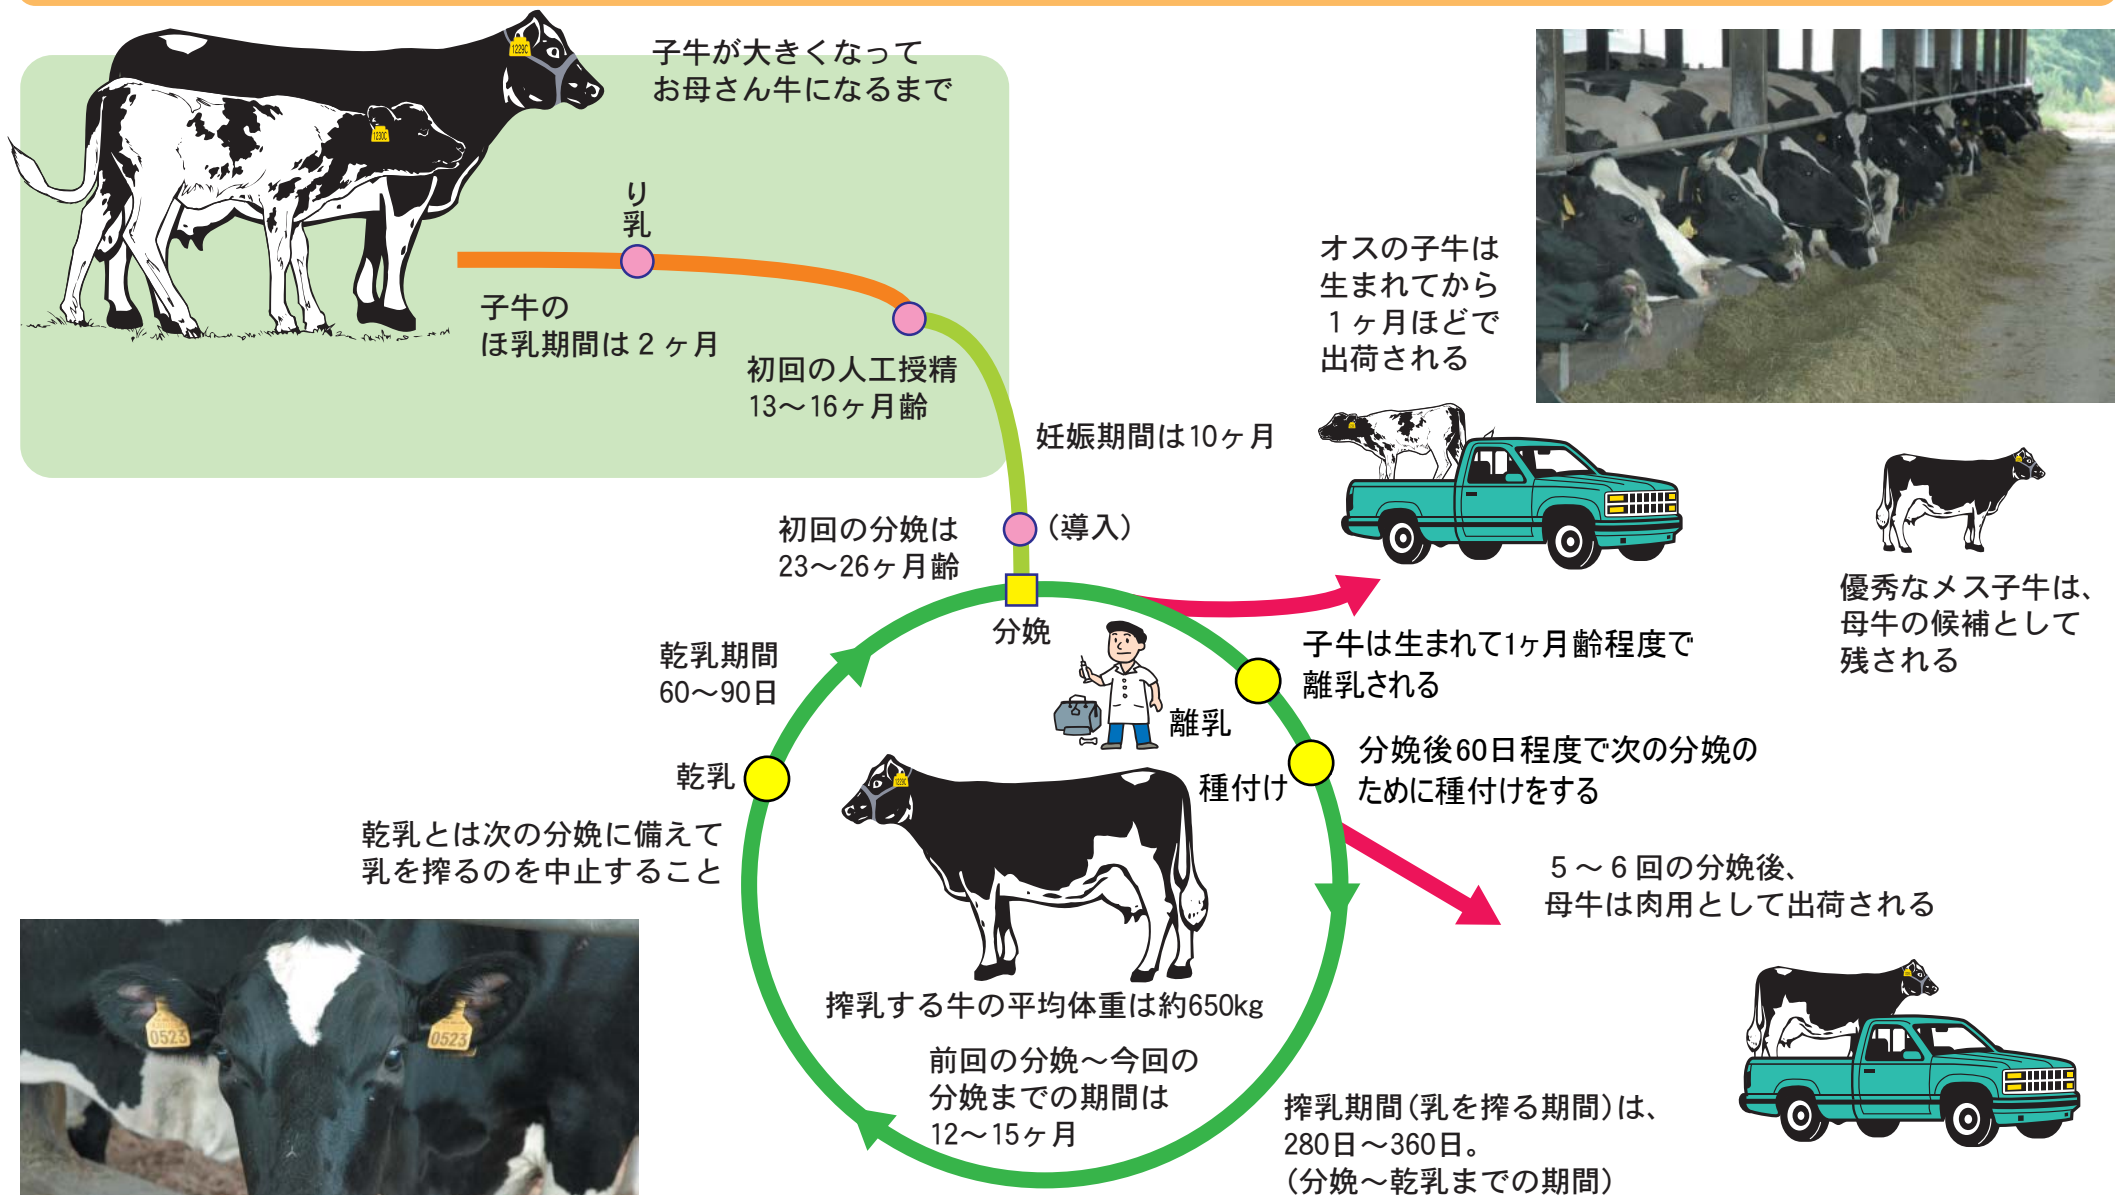 子牛が大きくなって
お母さん牛になるまで
1229C
1230C
り乳
子牛の
ほ乳期間は２ヶ月
初回の人工授精
13〜16ヶ月齢
妊娠期間は10ヶ月
初回の分娩は
23〜26ヶ月齢
（導入）
オスの子牛は
生まれてから
１ヶ月ほどで
出荷される
優秀なメス子牛は、
母牛の候補として
残される
分娩
子牛は生まれて1ヶ月齢程度で
離乳される
離乳
分娩後60日程度で次の分娩の
ために種付けをする
種付け
乾乳期間
60〜90日
乾乳
乾乳とは次の分娩に備えて
乳を搾るのを中止すること
1229C
搾乳する牛の平均体重は約650kg
前回の分娩〜今回の
分娩までの期間は
12〜15ヶ月
５〜６回の分娩後、
母牛は肉用として出荷される
搾乳期間（乳を搾る期間）は、
280日〜360日。
（分娩〜乾乳までの期間）
0523
0523